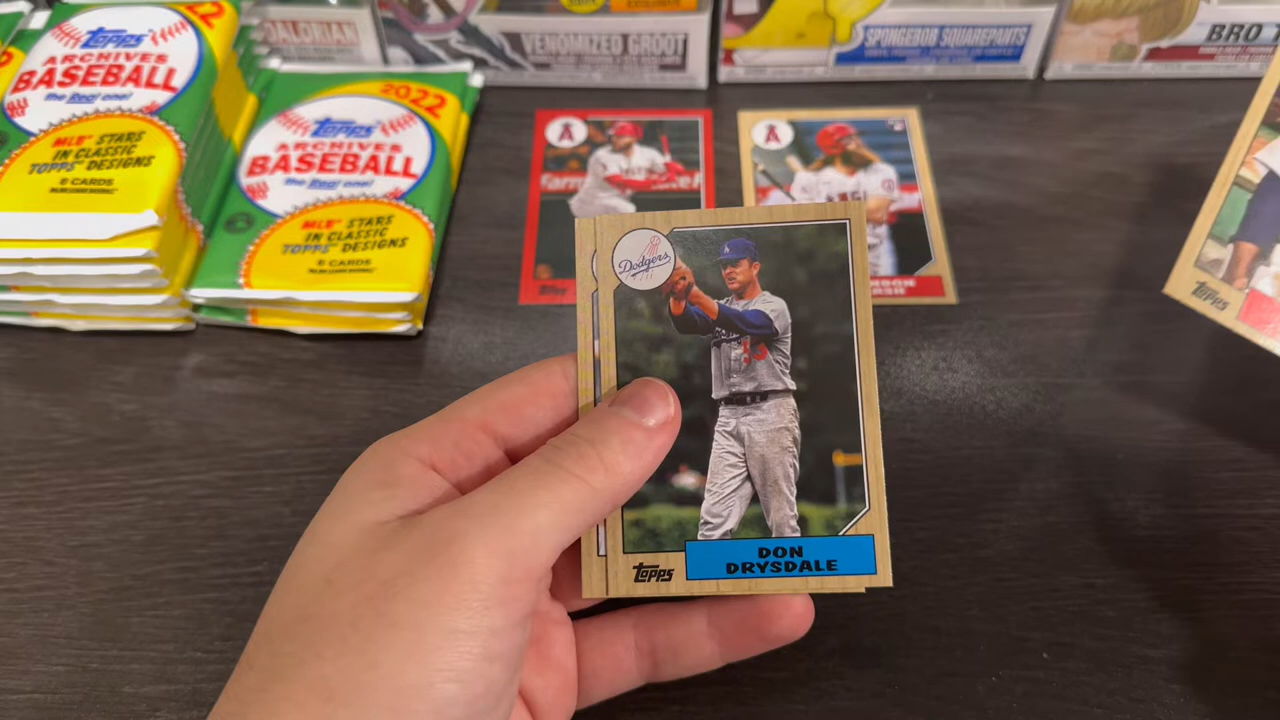 2022
Topps
ARCHIVES
BASEBALL
the Real one!
MLB STARS
IN CLASSIC
TOPPS DESIGNS
8 CARDS
2022
Topps
ARCHIVES
BASEBALL
the Real one!
MLB STARS
IN CLASSIC
TOPPS DESIGNS
8 CARDS
DALORIAN
VENOMIZED GROOT
SPONGEBOB SQUAREPANTS
BRO
A
A
Topps
Topps
Dodgers
DON
DRYSDALE
Topps